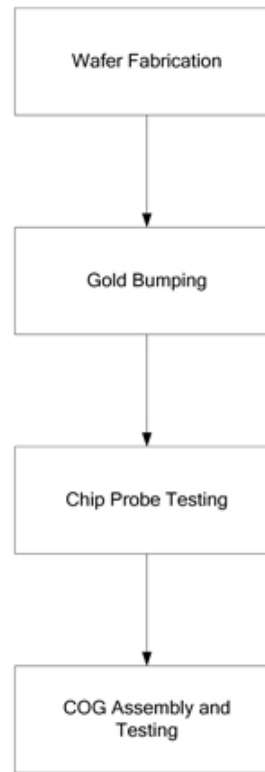 Wafer Fabrication
Gold Bumping
Chip Probe Testing
COG Assembly and
Testing